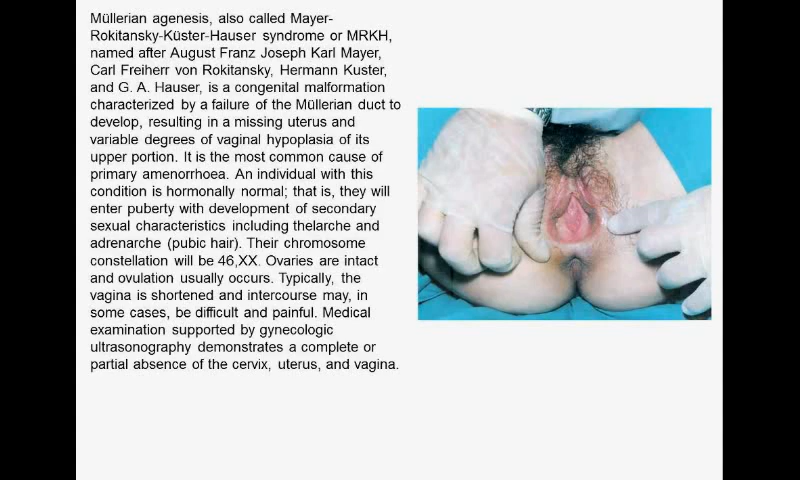 Müllerian agenesis, also called Mayer-
Rokitansky-Küster-Hauser syndrome or MRKH,
named after August Franz Joseph Karl Mayer,
Carl Freiherr von Rokitansky, Hermann Kuster,
and G. A. Hauser, is a congenital malformation
characterized by a failure of the Müllerian duct to
develop, resulting in a missing uterus and
variable degrees of vaginal hypoplasia of its
upper portion. It is the most common cause of
primary amenorrhoea. An individual with this
condition is hormonally normal; that is, they will
enter puberty with development of secondary
sexual characteristics including thelarche and
adrenarche (pubic hair). Their chromosome
constellation will be 46,XX. Ovaries are intact
and ovulation usually occurs. Typically, the
vagina is shortened and intercourse may, in
some cases, be difficult and painful. Medical
examination supported by gynecologic
ultrasonography demonstrates a complete or
partial absence of the cervix, uterus, and vagina.